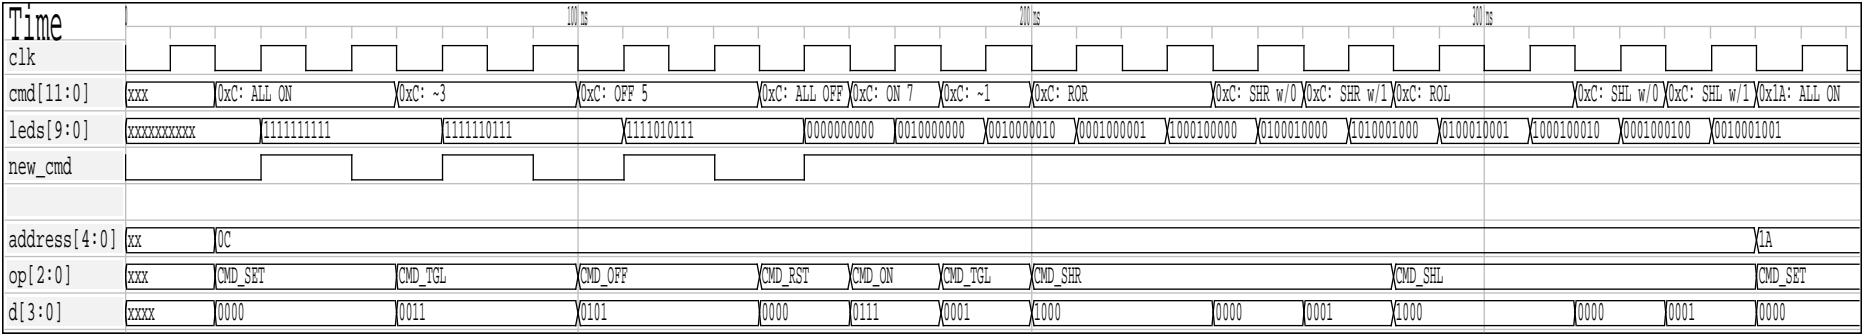 Time 0 100 ns 200 ns 300 ns
clk
cmd[11:0] xxx 0xC: ALL ON 0xC: ~3 0xC: OFF 5 0xC: ALL OFF 0xC: ON 7 0xC: ~1 0xC: ROR 0xC: SHR w/0 0xC: SHR w/1 0xC: ROL 0xC: SHL w/0 0xC: SHL w/1 0x1A: ALL ON
leds[9:0] xxxxxxxxxx 1111111111 1111110111 1111010111 0000000000 0010000000 0010000010 0001000001 1000100000 0100010000 1010001000 0100010001 1000100010 0001000100 0010001001
new_cmd
address[4:0] xx 0C 1A
op[2:0] xxx CMD_SET CMD_TGL CMD_OFF CMD_RST CMD_ON CMD_TGL CMD_SHR CMD_SHL CMD_SET
d[3:0] xxxx 0000 0011 0101 0000 0111 0001 1000 0000 0001 1000 0000 0001 0000